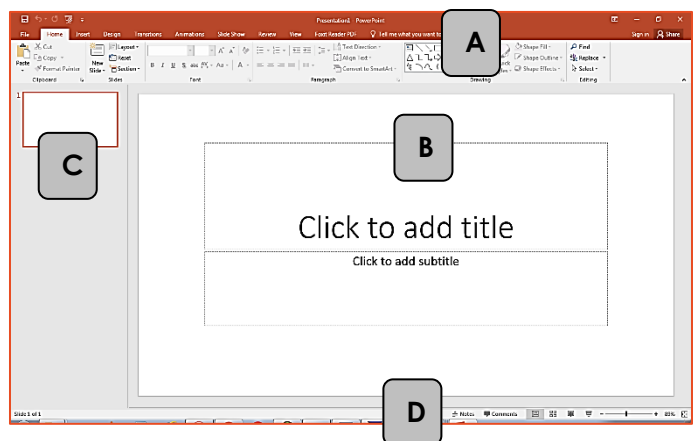 Presentation1 - PowerPoint
File Home Insert Design Transitions Animations Slide Show Review View Foxit Reader PDF Tell me what you want to Sign in Share
A
Cut
Copy
Format Painter
Paste
New
Slide
Layout
Reset
Section
B I U S abc Aa A
Text Direction
Align Text
Convert to SmartArt
Shape Fill
Shape Outline
Shape Effects
Find
Replace
Select
Clipboard Slides Font Paragraph Drawing Editing
1
B
C
Click to add title
Click to add subtitle
D
Slide 1 of 1 Notes Comments 89%